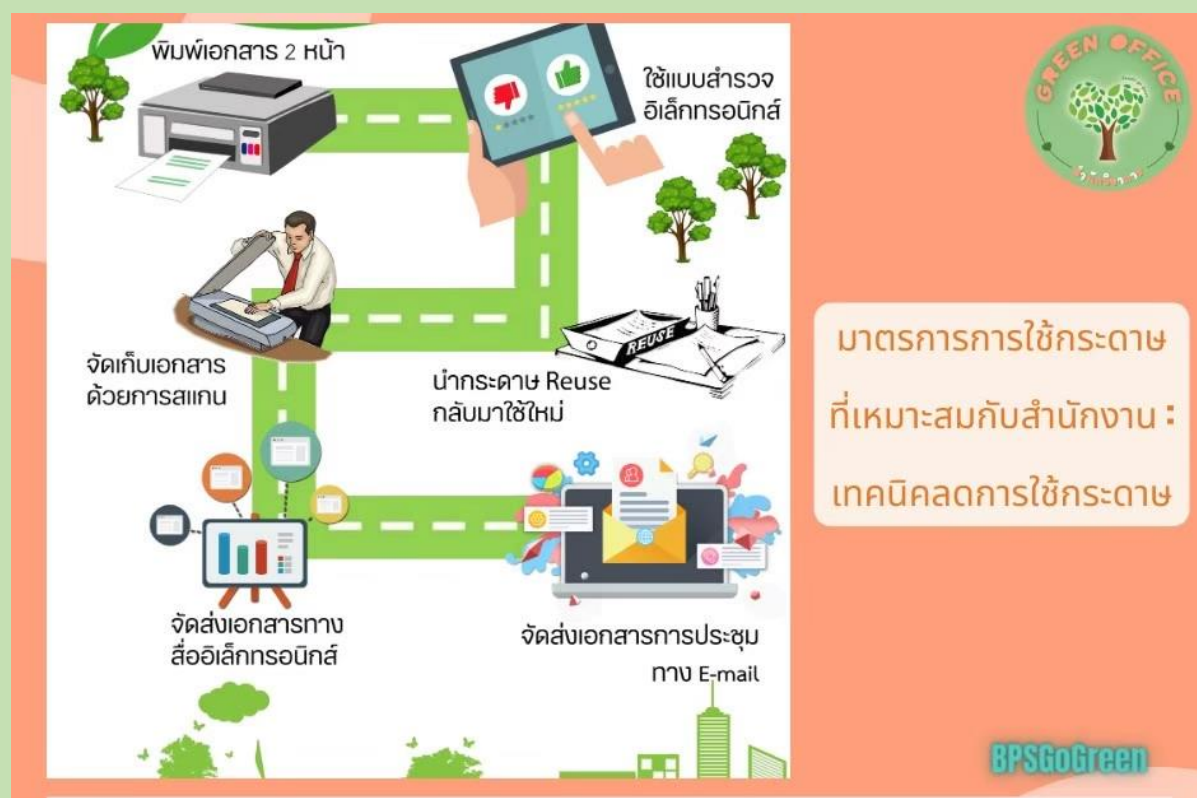 พิมพ์เอกสาร 2 หน้า
ใช้แบบสำรวจ
อิเล็กทรอนิกส์
จัดเก็บเอกสาร
ด้วยการสแกน
REUSE
นำกระดาษ Reuse
กลับมาใช้ใหม่
จัดส่งเอกสารทาง
สื่ออิเล็กทรอนิกส์
จัดส่งเอกสารการประชุม
ทาง E-mail
GREEN OFFICE
มาตรการการใช้กระดาษ
ที่เหมาะสมกับสำนักงาน :
เทคนิคลดการใช้กระดาษ
BPSGoGreen